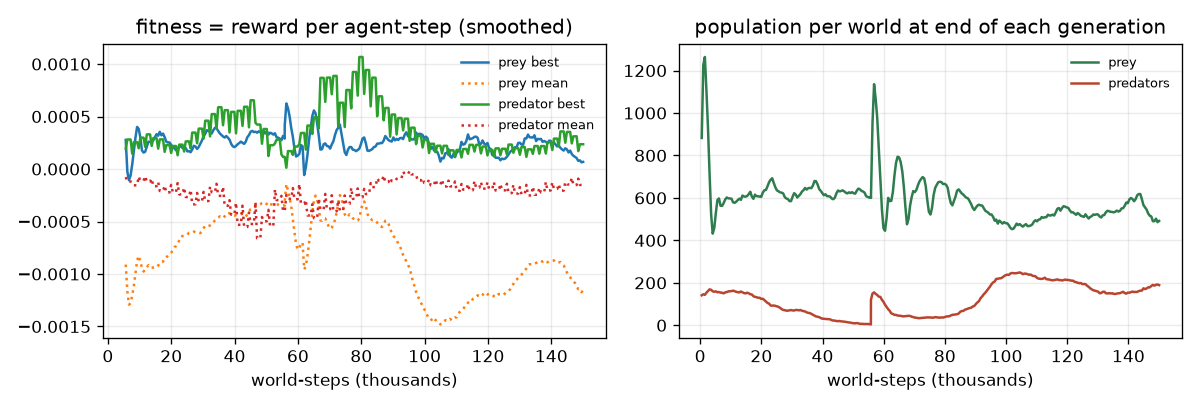 fitness = reward per agent-step (smoothed)
0.0010
0.0005
0.0000
−0.0005
−0.0010
−0.0015
prey best
prey mean
predator best
predator mean
0 20 40 60 80 100 120 140
world-steps (thousands)
population per world at end of each generation
1200
1000
800
600
400
200
0
prey
predators
0 20 40 60 80 100 120 140
world-steps (thousands)